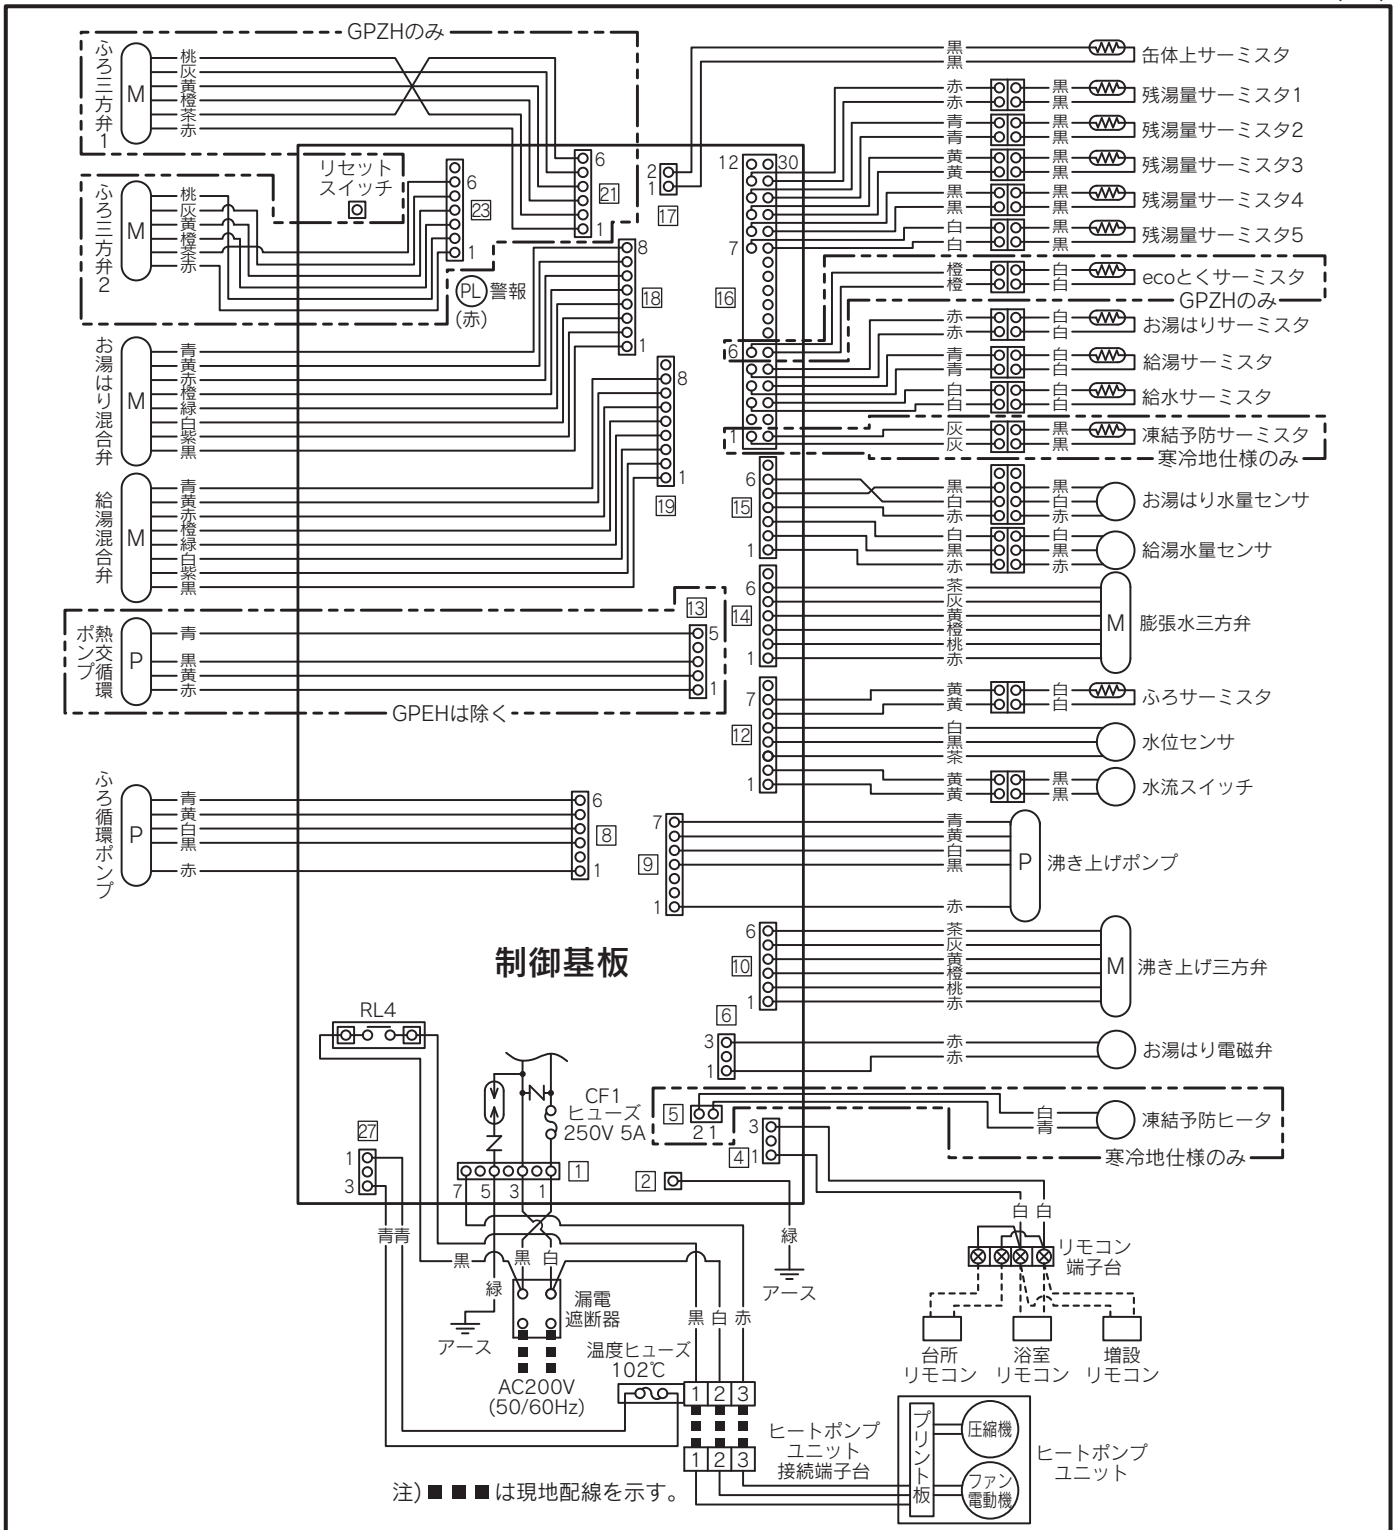 GPZHのみ
ふろ三方弁1
M
桃
灰
黄
橙
茶
赤
リセット
スイッチ
6
21
1
ふろ三方弁2
M
桃
灰
黄
橙
茶
赤
6
23
1
PL 警報
(赤)
8
18
1
お湯はり混合弁
M
青
黄
赤
橙
緑
白
紫
黒
8
1
19
給湯混合弁
M
青
黄
赤
橙
緑
白
紫
黒
熱交循環
ポンプ
P
青
黒
黄
赤
13
5
1
GPEHは除く
ふろ循環ポンプ
P
青
黄
白
黒
赤
6
8
1
2
1
17
黒
黒
缶体上サーミスタ
12
30
7
16
6
1
赤 黒
赤 黒
残湯量サーミスタ1
青 黒
青 黒
残湯量サーミスタ2
黄 黒
黄 黒
残湯量サーミスタ3
黒 黒
黒 黒
残湯量サーミスタ4
白 黒
白 黒
残湯量サーミスタ5
橙 白
橙 白
ecoとくサーミスタ
GPZHのみ
赤 白
赤 白
お湯はりサーミスタ
青 白
青 白
給湯サーミスタ
白 白
白 白
給水サーミスタ
灰 黒
灰 黒
凍結予防サーミスタ
寒冷地仕様のみ
6
15
1
黒 黒
白 白
赤 赤
お湯はり水量センサ
白 白
黒 黒
赤 赤
給湯水量センサ
6
14
1
茶
灰
黄
橙
桃
赤
M
膨張水三方弁
7
12
1
黄 白
黄 白
ふろサーミスタ
白
黒
茶
水位センサ
黄 黒
黄 黒
水流スイッチ
7
9
1
青
黄
白
黒
赤
P
沸き上げポンプ
制御基板
6
10
1
茶
灰
黄
橙
桃
赤
M
沸き上げ三方弁
6
3
1
赤
赤
お湯はり電磁弁
5
2 1
白
青
凍結予防ヒータ
寒冷地仕様のみ
3
4
1
RL4
CF1
ヒューズ
250V 5A
27
1
3
1
7 5 3 1
2
青 青
黒
緑
黒 白
漏電
遮断器
アース
AC200V
(50/60Hz)
緑
アース
白 白
リモコン
端子台
台所
リモコン
浴室
リモコン
増設
リモコン
黒 白 赤
温度ヒューズ
102℃
1 2 3
1 2 3
ヒートポンプ
ユニット
接続端子台
プリント板
圧縮機
ファン
電動機
ヒートポンプ
ユニット
注)■ ■ ■は現地配線を示す。